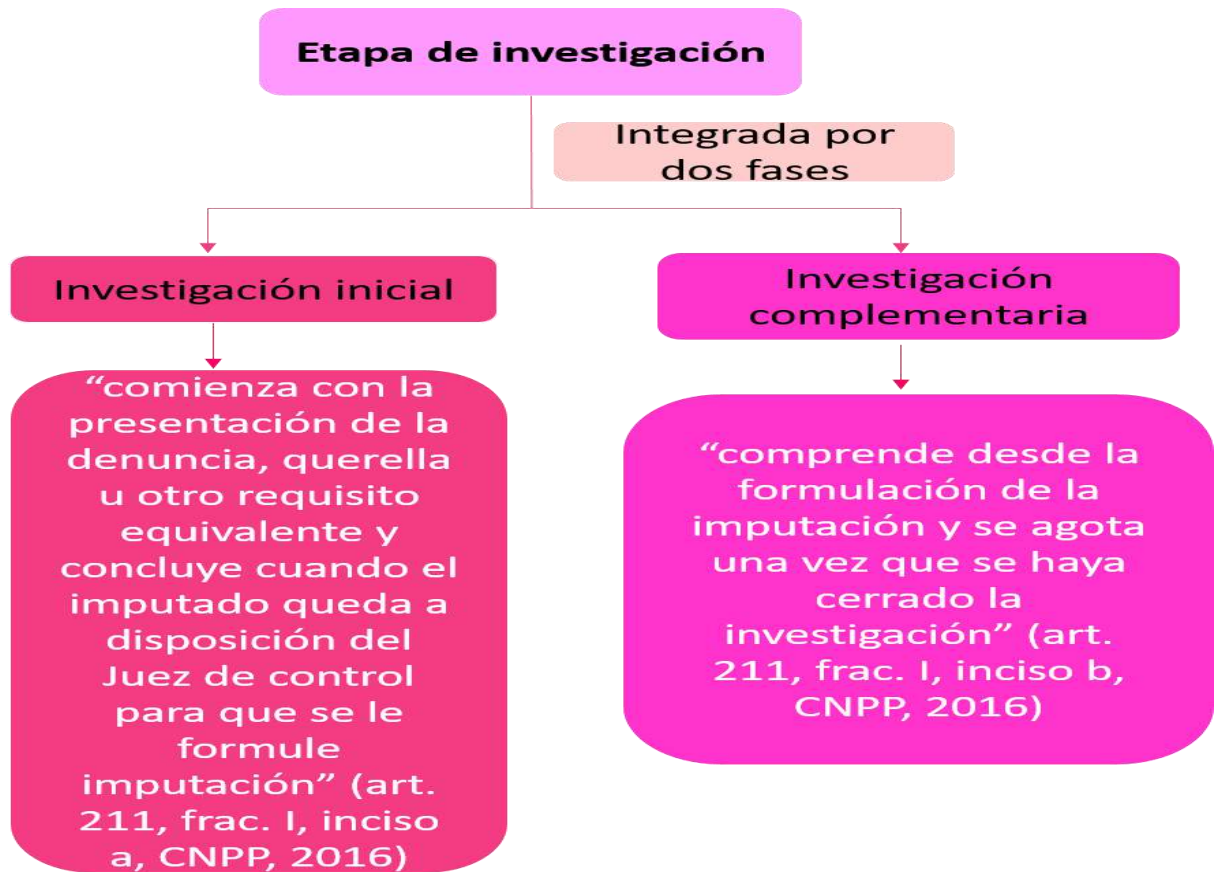 Etapa de investigación
Integrada por
dos fases
Investigación inicial
“comienza con la
presentación de la
denuncia, querella
u otro requisito
equivalente y
concluye cuando el
imputado queda a
disposición del
Juez de control
para que se le
formule
imputación” (art.
211, frac. I, inciso
a, CNPP, 2016)
Investigación
complementaria
“comprende desde la
formulación de la
imputación y se agota
una vez que se haya
cerrado la
investigación” (art.
211, frac. I, inciso b,
CNPP, 2016)